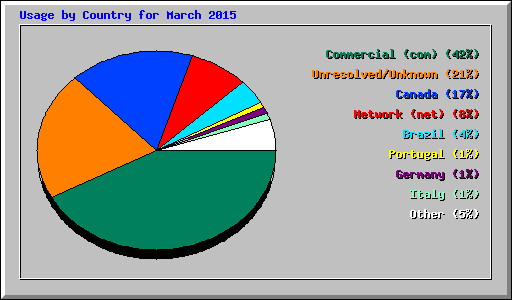 Usage by Country for March 2015
Commercial (com) (42%)
Unresolved/Unknown (21%)
Canada (17%)
Network (net) (8%)
Brazil (4%)
Portugal (1%)
Germany (1%)
Italy (1%)
Other (5%)